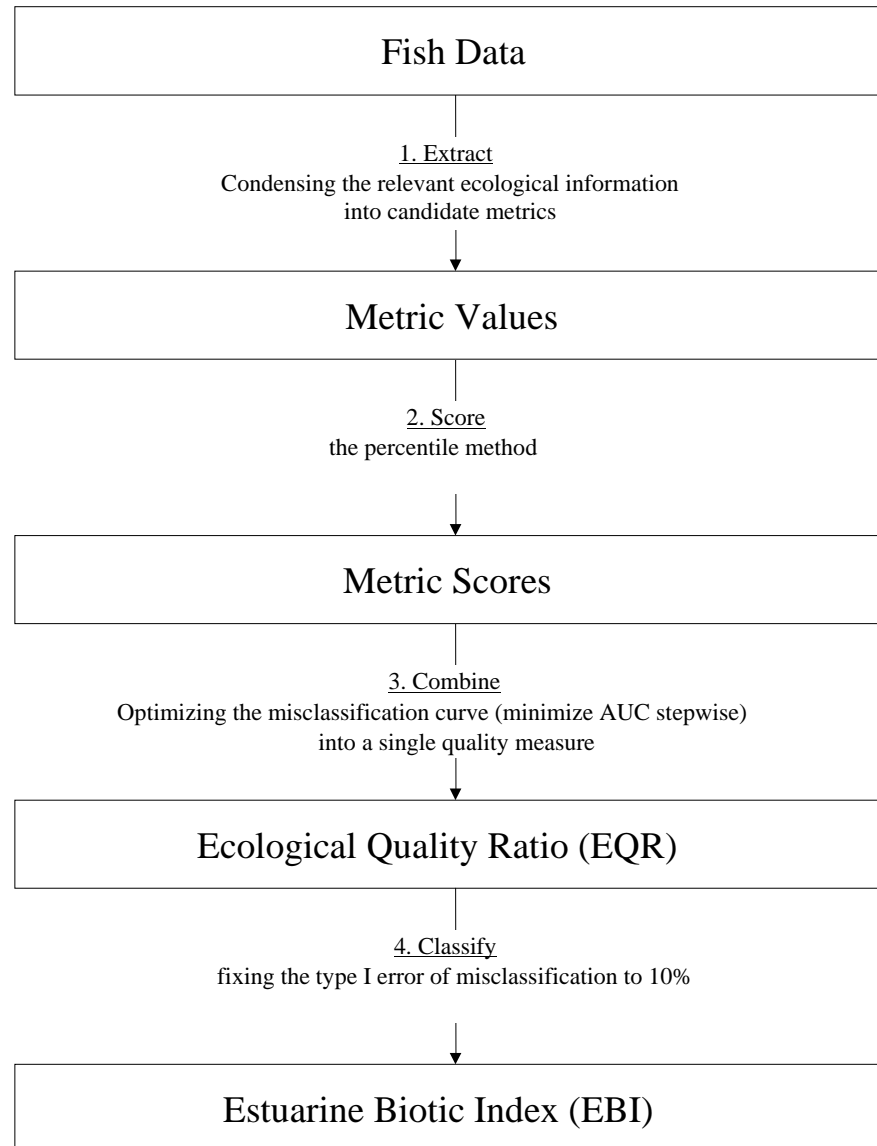 Fish Data
1. Extract
Condensing the relevant ecological information
into candidate metrics
Metric Values
2. Score
the percentile method
Metric Scores
3. Combine
Optimizing the misclassification curve (minimize AUC stepwise)
into a single quality measure
Ecological Quality Ratio (EQR)
4. Classify
fixing the type I error of misclassification to 10%
Estuarine Biotic Index (EBI)